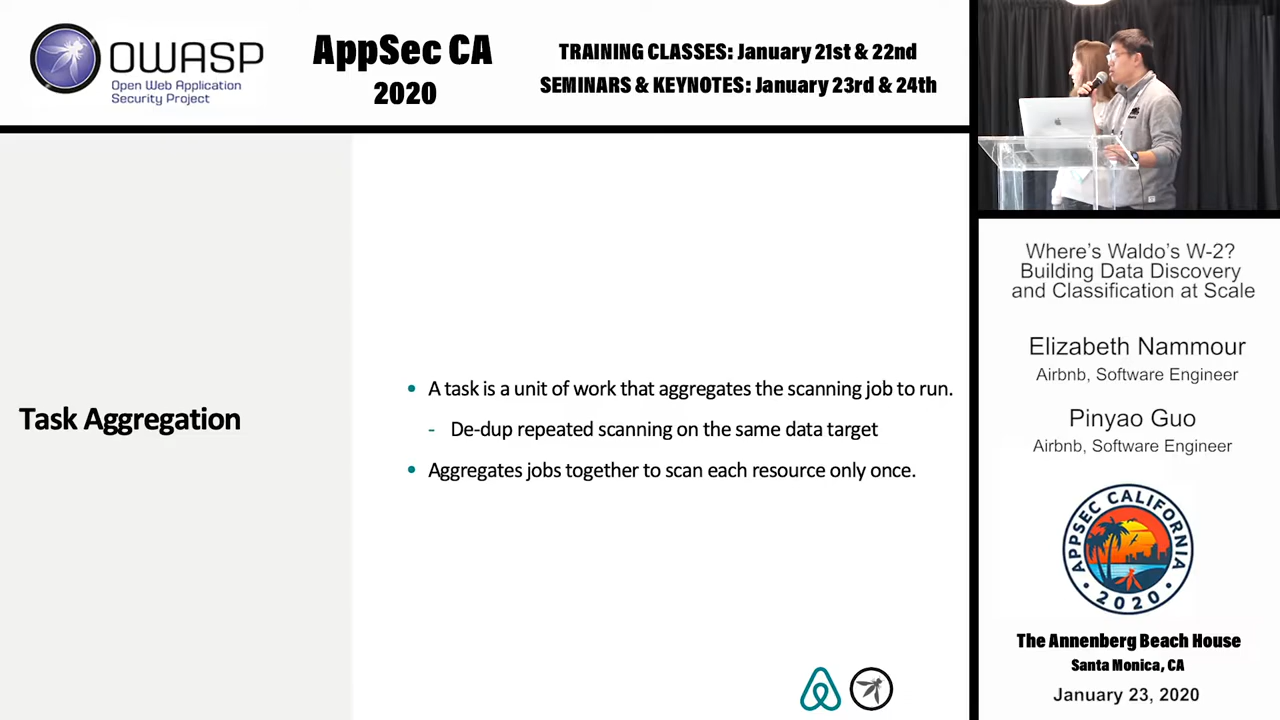 OWASP
Open Web Application
Security Project
AppSec CA
2020
TRAINING CLASSES: January 21st & 22nd
SEMINARS & KEYNOTES: January 23rd & 24th
Task Aggregation
• A task is a unit of work that aggregates the scanning job to run.
- De-dup repeated scanning on the same data target
• Aggregates jobs together to scan each resource only once.
Where's Waldo's W-2?
Building Data Discovery
and Classification at Scale
Elizabeth Nammour
Airbnb, Software Engineer
Pinyao Guo
Airbnb, Software Engineer
APPSEC CALIFORNIA
• 2020 •
The Annenberg Beach House
Santa Monica, CA
January 23, 2020